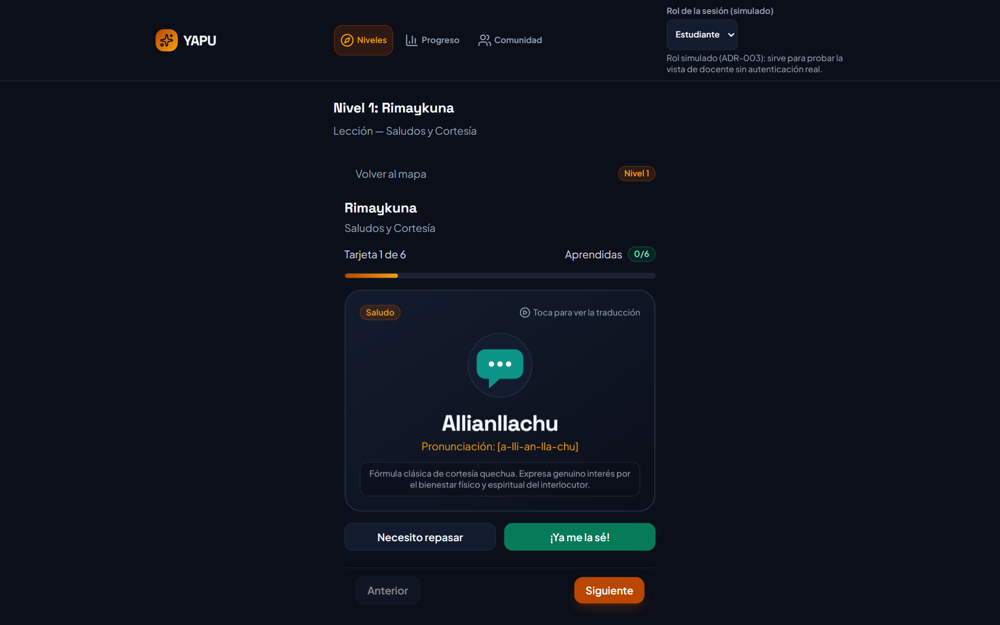 YAPU
Niveles
Progreso
Comunidad
Rol de la sesión (simulado)
Estudiante
Rol simulado (ADR-003): sirve para probar la
vista de docente sin autenticación real.
Nivel 1: Rimaykuna
Lección — Saludos y Cortesía
Volver al mapa
Nivel 1
Rimaykuna
Saludos y Cortesía
Tarjeta 1 de 6
Aprendidas 0/6
Saludo
Toca para ver la traducción
Allianllachu
Pronunciación: [a-lli-an-lla-chu]
Fórmula clásica de cortesía quechua. Expresa genuino interés por
el bienestar físico y espiritual del interlocutor.
Necesito repasar
¡Ya me la sé!
Anterior
Siguiente